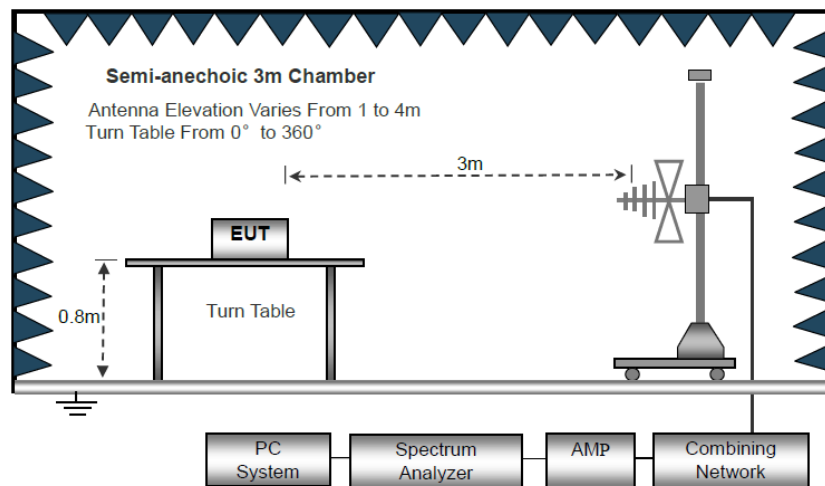 Semi-anechoic 3m Chamber
Antenna Elevation Varies From 1 to 4m
Turn Table From 0° to 360°
3m
EUT
0.8m
Turn Table
PC
System
Spectrum
Analyzer
AMP
Combining
Network